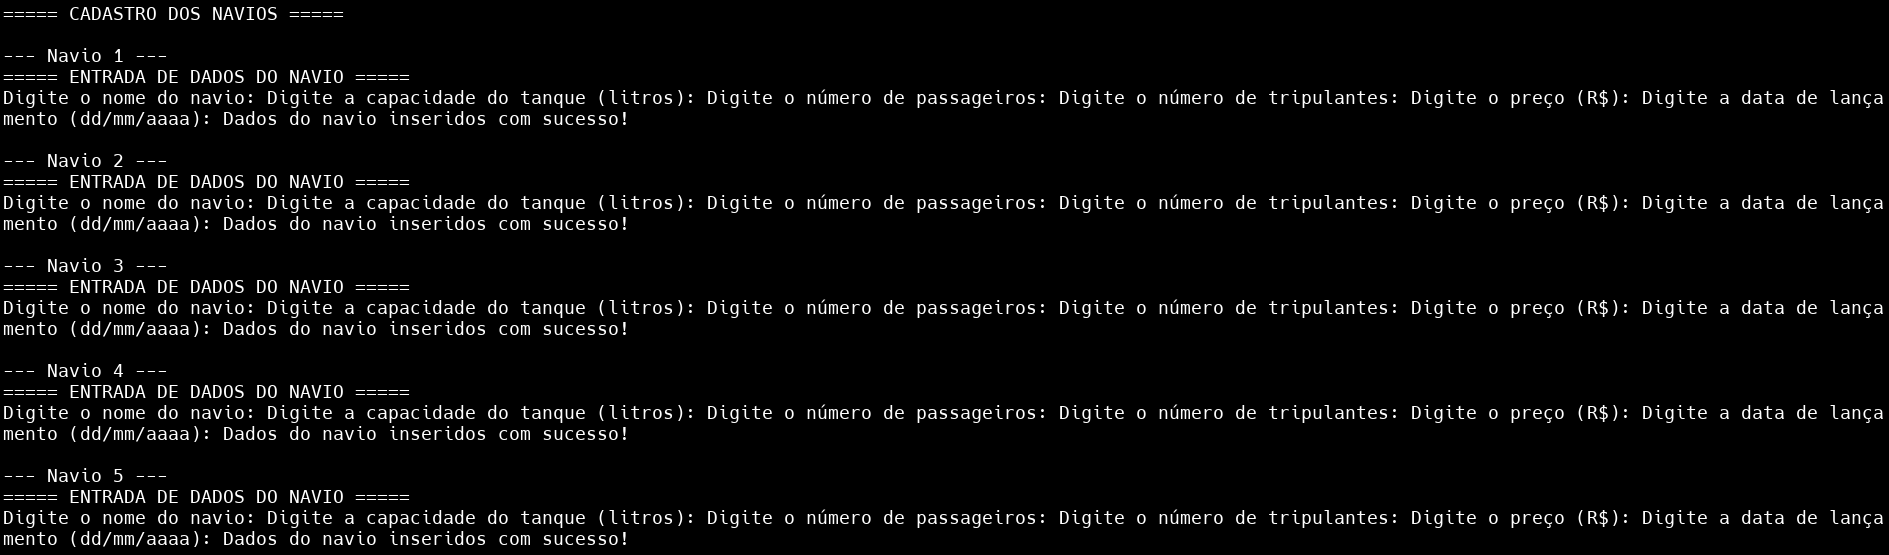 ===== CADASTRO DOS NAVIOS =====

--- Navio 1 ---
===== ENTRADA DE DADOS DO NAVIO =====
Digite o nome do navio: Digite a capacidade do tanque (litros): Digite o número de passageiros: Digite o número de tripulantes: Digite o preço (R$): Digite a data de lança
mento (dd/mm/aaaa): Dados do navio inseridos com sucesso!

--- Navio 2 ---
===== ENTRADA DE DADOS DO NAVIO =====
Digite o nome do navio: Digite a capacidade do tanque (litros): Digite o número de passageiros: Digite o número de tripulantes: Digite o preço (R$): Digite a data de lança
mento (dd/mm/aaaa): Dados do navio inseridos com sucesso!

--- Navio 3 ---
===== ENTRADA DE DADOS DO NAVIO =====
Digite o nome do navio: Digite a capacidade do tanque (litros): Digite o número de passageiros: Digite o número de tripulantes: Digite o preço (R$): Digite a data de lança
mento (dd/mm/aaaa): Dados do navio inseridos com sucesso!

--- Navio 4 ---
===== ENTRADA DE DADOS DO NAVIO =====
Digite o nome do navio: Digite a capacidade do tanque (litros): Digite o número de passageiros: Digite o número de tripulantes: Digite o preço (R$): Digite a data de lança
mento (dd/mm/aaaa): Dados do navio inseridos com sucesso!

--- Navio 5 ---
===== ENTRADA DE DADOS DO NAVIO =====
Digite o nome do navio: Digite a capacidade do tanque (litros): Digite o número de passageiros: Digite o número de tripulantes: Digite o preço (R$): Digite a data de lança
mento (dd/mm/aaaa): Dados do navio inseridos com sucesso!